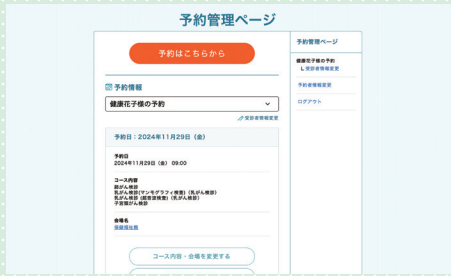 予約管理ページ
予約はこちらから
予約情報
健康花子様の予約
受診者情報変更
予約日：2024年11月29日（金）
予約日
2024年11月29日（金）09:00
コース内容
肺がん検診
乳がん検診(マンモグラフィ検査)（乳がん検診）
乳がん検診 (超音波検査)（乳がん検診）
子宮頸がん検診
会場名
保健福祉館
コース内容・会場を変更する
予約管理ページ
健康花子様の予約
└ 受診者情報変更
予約者情報変更
ログアウト